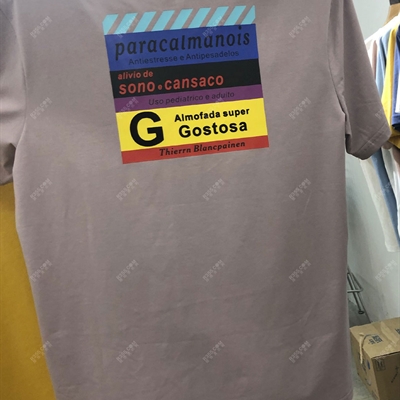 paracalmanois
Antiestresse e Antipesadelos
alivio de
sono e cansaco
Uso pediatrico e adulto
G
Almofada super
Gostosa
Thierrn Blancpainen